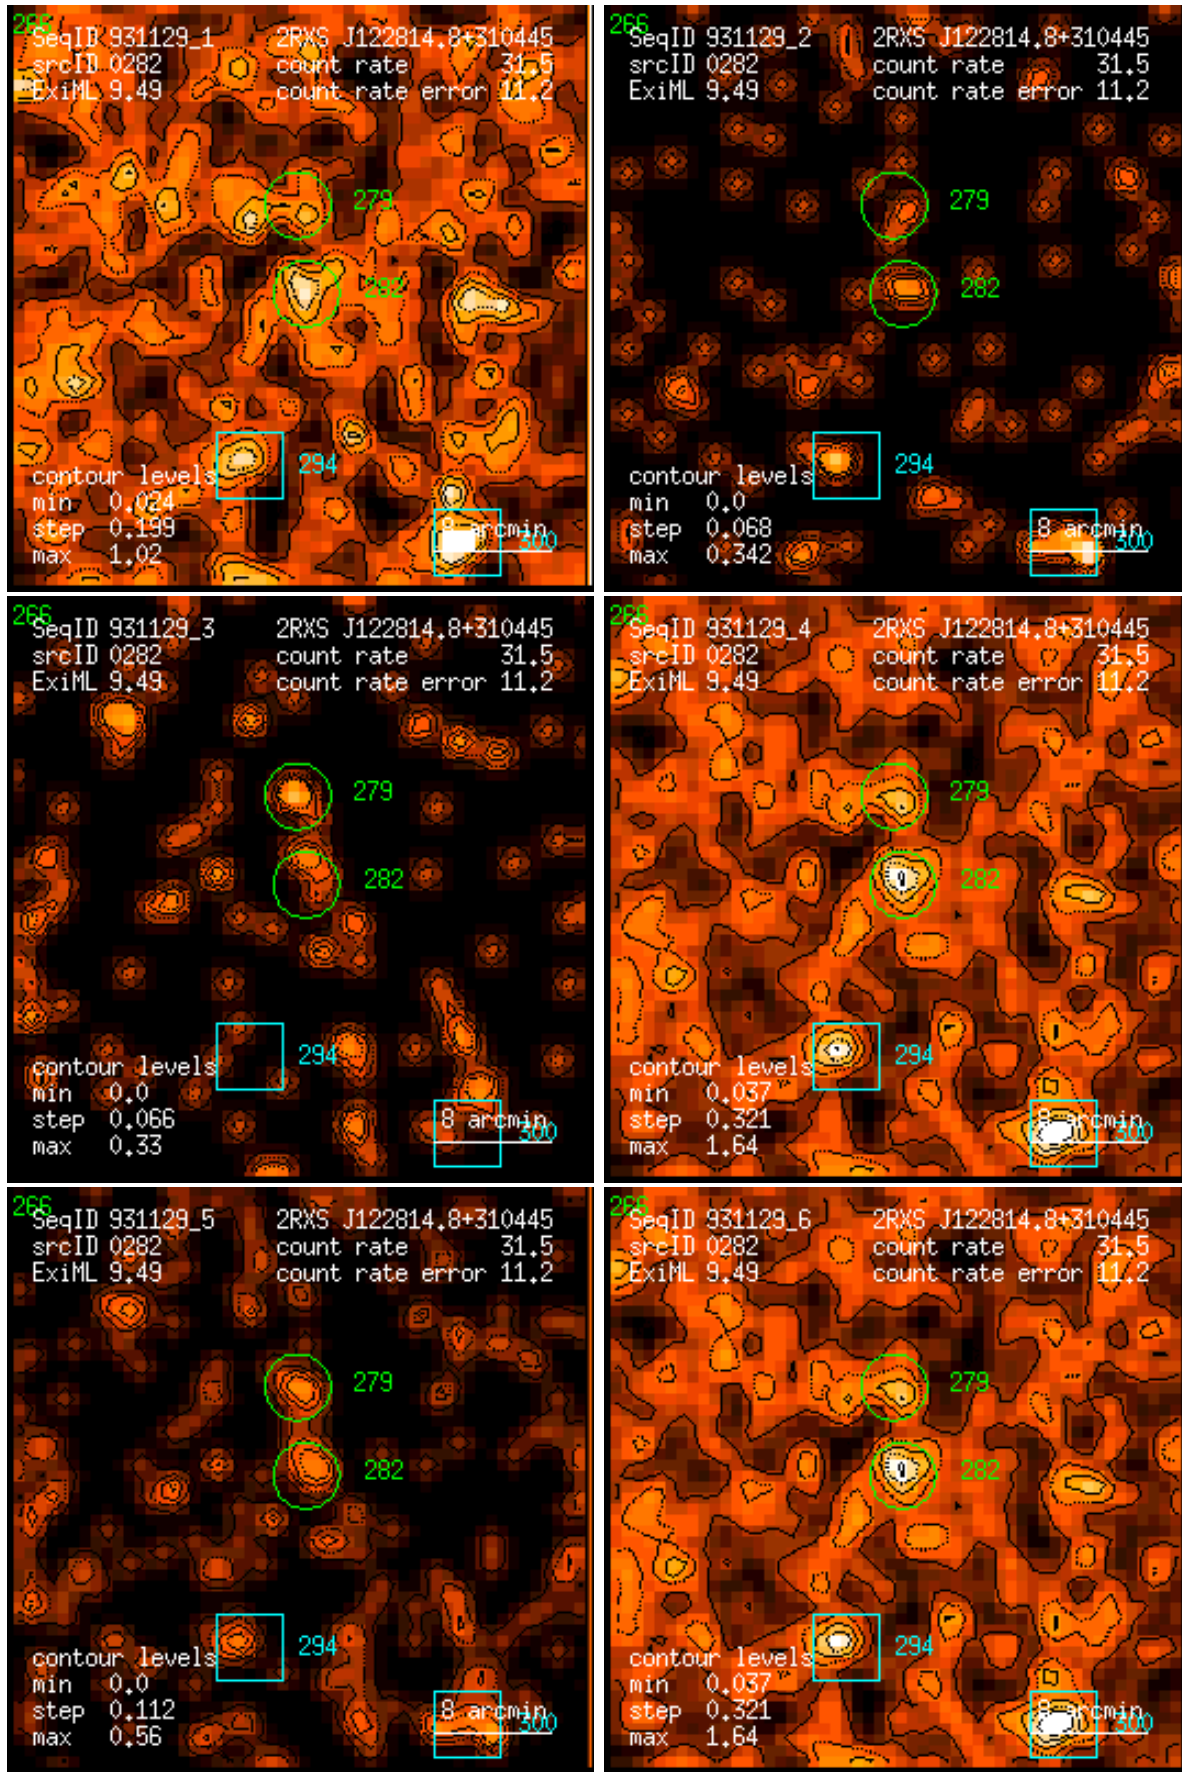 266
SeqID 931129_1 2RXS J122814.8+310445
srcID 0282 count rate 31.5
ExiML 9.49 count rate error 11.2
279
282
294
contour levels
min 0.024
step 0.199
max 1.02
8 arcmin
300
266
SeqID 931129_2 2RXS J122814.8+310445
srcID 0282 count rate 31.5
ExiML 9.49 count rate error 11.2
279
282
294
contour levels
min 0.0
step 0.068
max 0.342
8 arcmin
300
266
SeqID 931129_3 2RXS J122814.8+310445
srcID 0282 count rate 31.5
ExiML 9.49 count rate error 11.2
279
282
294
contour levels
min 0.0
step 0.066
max 0.33
8 arcmin
300
266
SeqID 931129_4 2RXS J122814.8+310445
srcID 0282 count rate 31.5
ExiML 9.49 count rate error 11.2
279
282
294
contour levels
min 0.037
step 0.321
max 1.64
8 arcmin
300
266
SeqID 931129_5 2RXS J122814.8+310445
srcID 0282 count rate 31.5
ExiML 9.49 count rate error 11.2
279
282
294
contour levels
min 0.0
step 0.112
max 0.56
8 arcmin
300
266
SeqID 931129_6 2RXS J122814.8+310445
srcID 0282 count rate 31.5
ExiML 9.49 count rate error 11.2
279
282
294
contour levels
min 0.037
step 0.321
max 1.64
8 arcmin
300